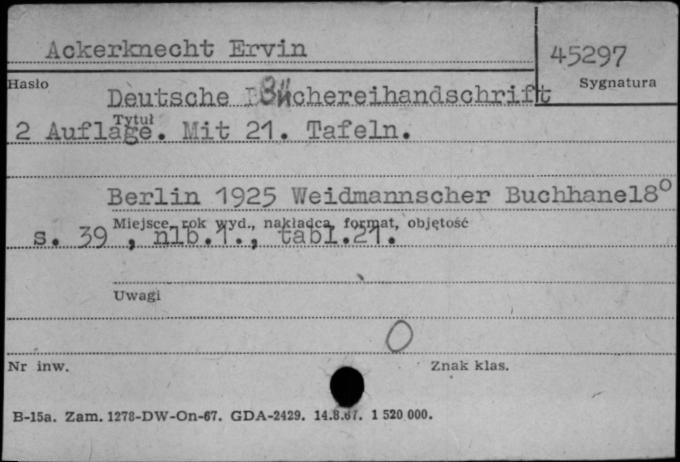 Ackerknecht Ervin
45297
Hasło
Sygnatura
Deutsche Büchereihandschrift
Tytuł
2 Auflage. Mit 21. Tafeln.
Berlin 1925 Weidmannscher Buchhanel8°
Miejsce, rok wyd., nakładca, format, objętość
s. 39 , nlb.1., tabl.21.
Uwagi
0
Nr inw.
Znak klas.
B-15a. Zam. 1278-DW-On-67. GDA-2429. 14.8.67. 1 520 000.